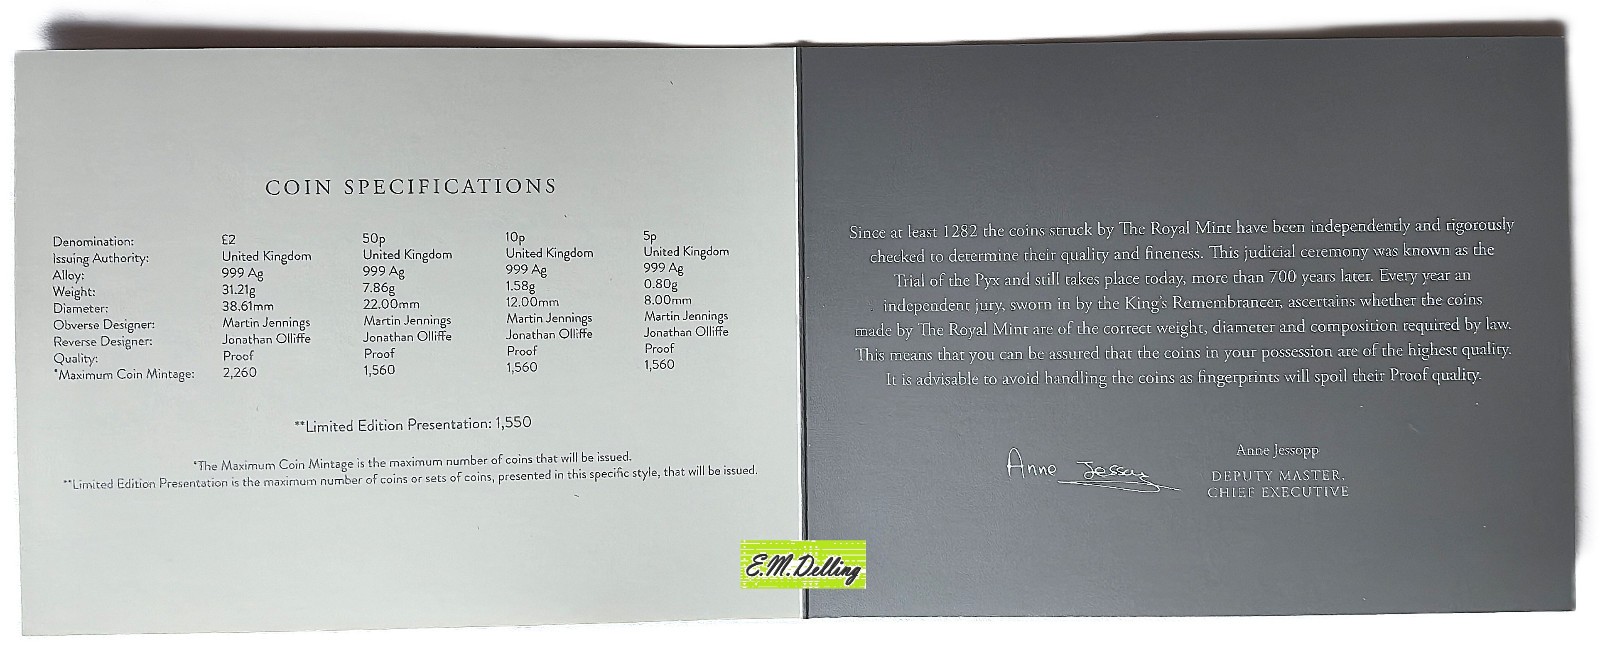 COIN SPECIFICATIONS
Denomination: £2 50p 10p 5p
Issuing Authority: United Kingdom United Kingdom United Kingdom United Kingdom
Alloy: 999 Ag 999 Ag 999 Ag 999 Ag
Weight: 31.21g 7.86g 1.58g 0.80g
Diameter: 38.61mm 22.00mm 12.00mm 8.00mm
Obverse Designer: Martin Jennings Martin Jennings Martin Jennings Martin Jennings
Reverse Designer: Jonathan Olliffe Jonathan Olliffe Jonathan Olliffe Jonathan Olliffe
Quality: Proof Proof Proof Proof
*Maximum Coin Mintage: 2,260 1,560 1,560 1,560
**Limited Edition Presentation: 1,550
*The Maximum Coin Mintage is the maximum number of coins that will be issued.
**Limited Edition Presentation is the maximum number of coins or sets of coins, presented in this specific style, that will be issued.
Since at least 1282 the coins struck by The Royal Mint have been independently and rigorously
checked to determine their quality and fineness. This judicial ceremony was known as the
Trial of the Pyx and still takes place today, more than 700 years later. Every year an
independent jury, sworn in by the King's Remembrancer, ascertains whether the coins
made by The Royal Mint are of the correct weight, diameter and composition required by law.
This means that you can be assured that the coins in your possession are of the highest quality.
It is advisable to avoid handling the coins as fingerprints will spoil their Proof quality.
Anne Jessopp
Anne Jessopp
DEPUTY MASTER,
CHIEF EXECUTIVE
E.M.Delling